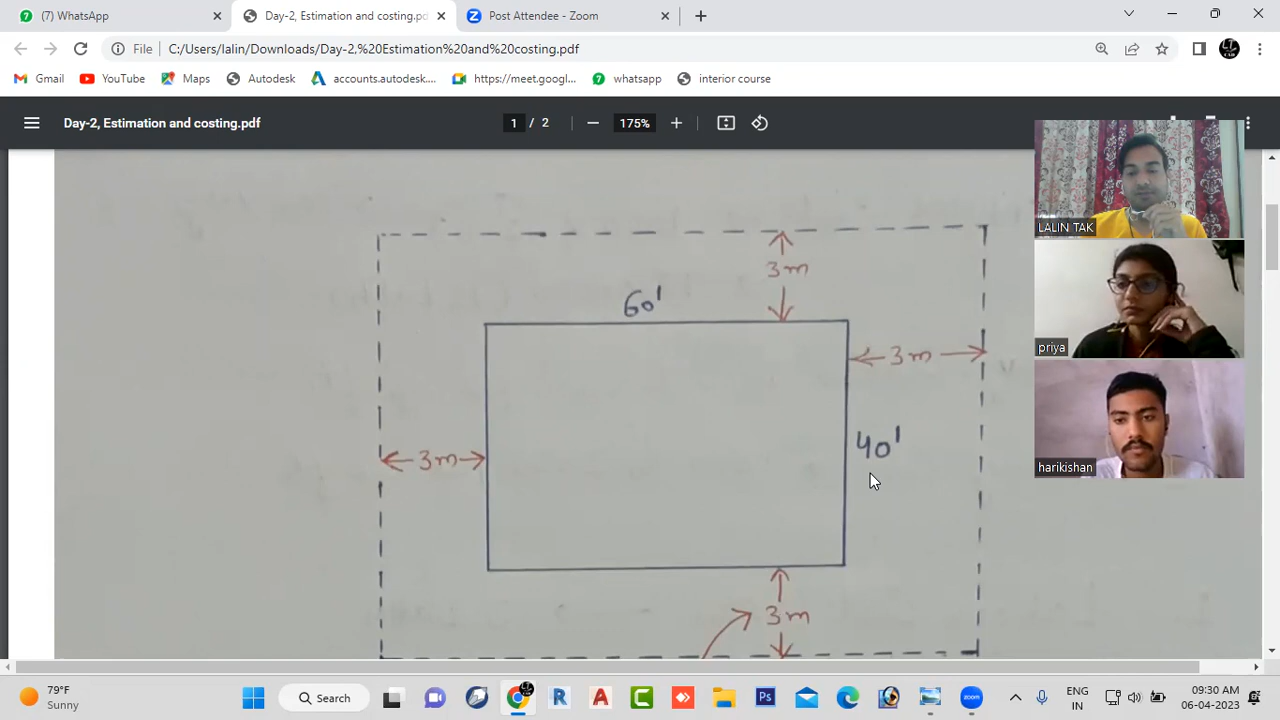 (7) WhatsApp
Day-2, Estimation and costing.pd
Post Attendee - Zoom
File
C:/Users/lalin/Downloads/Day-2,%20Estimation%20and%20costing.pdf
Gmail
YouTube
Maps
Autodesk
accounts.autodesk....
https://meet.googl...
whatsapp
interior course
Day-2, Estimation and costing.pdf
1 / 2
175%
LALIN TAK
priya
harikishan
3m
60'
3m
40'
3m
3m
79°F
Sunny
Search
zoom
ENG
IN
09:30 AM
06-04-2023